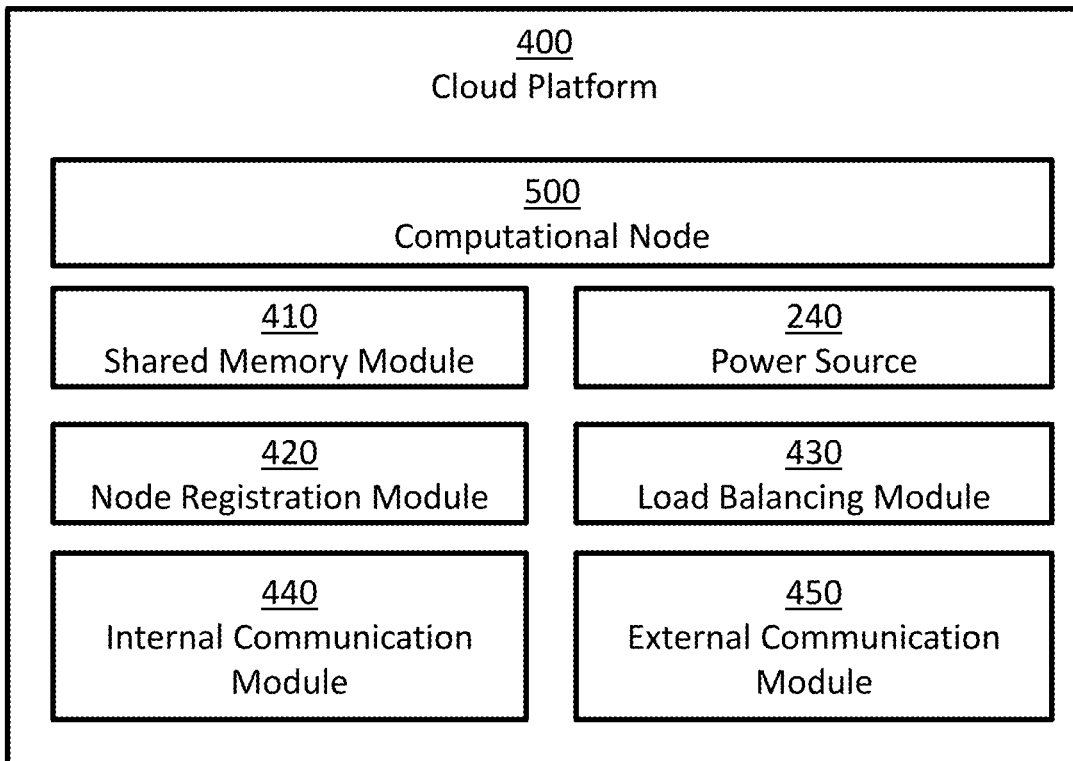 400
Cloud Platform
500
Computational Node
410
Shared Memory Module
240
Power Source
420
Node Registration Module
430
Load Balancing Module
440
Internal Communication
Module
450
External Communication
Module